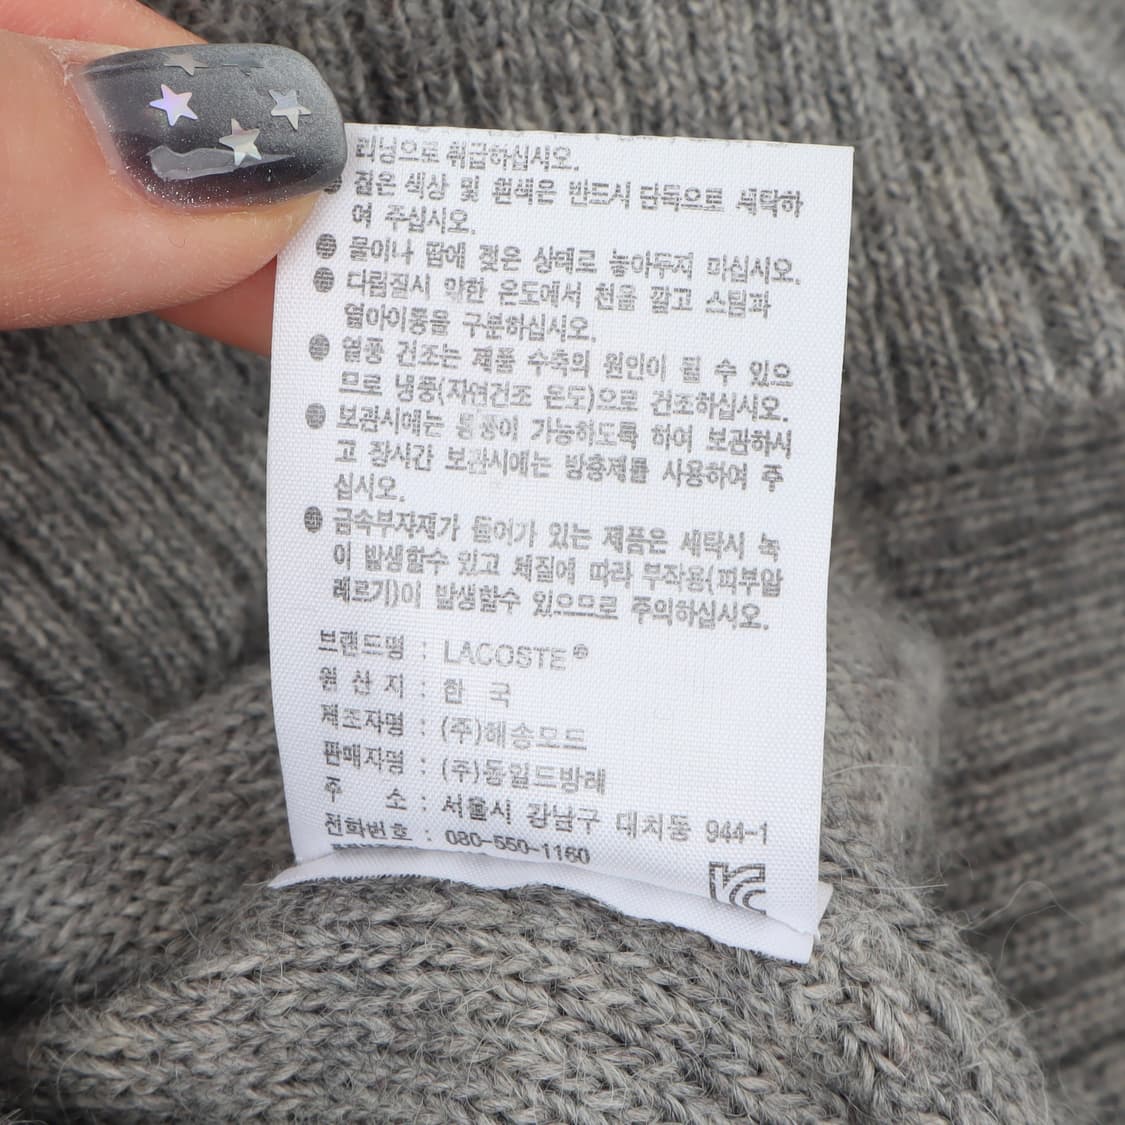 리닝으로 취급하십시오.
● 짙은 색상 및 흰색은 반드시 단독으로 세탁하
여 주십시오.
● 물이나 땀에 젖은 상태로 놓아두지 마십시오.
● 다림질시 약한 온도에서 천을 깔고 스팀과
열아이롱을 구분하십시오.
● 열풍 건조는 제품 수축의 원인이 될 수 있으
므로 냉풍(자연건조 온도)으로 건조하십시오.
● 보관시에는 통풍이 가능하도록 하여 보관하시
고 장시간 보관시에는 방충제를 사용하여 주
십시오.
● 금속부자재가 들어가 있는 제품은 세탁시 녹
이 발생할수 있고 체질에 따라 부작용(피부알
레르기)이 발생할수 있으므로 주의하십시오.
브랜드명 : LACOSTE®
원 산 지 : 한 국
제조자명 : (주)해송모드
판매자명 : (주)동일드방레
주 소 : 서울시 강남구 대치동 944-1
전화번호 : 080-550-1160
KC